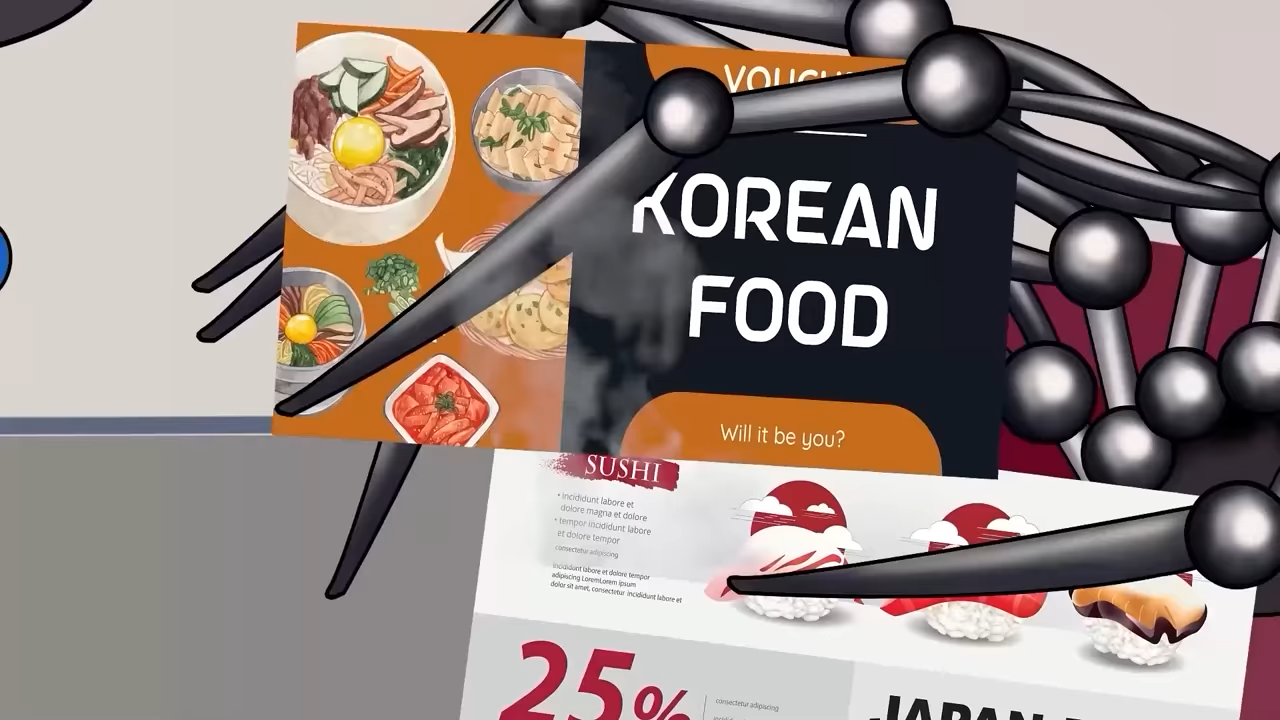 KOREAN
FOOD
Will it be you?
SUSHI
• incididunt labore et
dolore magna et dolore
• tempor incididunt labore
et dolore tempor
consectetur adipiscing
incididunt labore et dolore tempor
adipiscing LoremLorem ipsum
dolor sit amet, consectetur incididunt labore et
25%
consectetur adipiscing
JAPAN